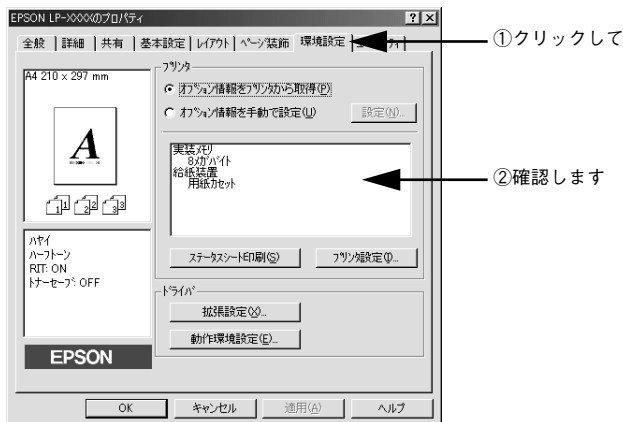 EPSON LP-XXXXのプロパティ
全般 詳細 共有 基本設定 レイアウト ページ装飾 環境設定
①クリックして
A4 210 x 297 mm
A
1 1 2 2 3 3
ハヤイ
ハーフトーン
RIT: ON
トナーセーブ: OFF
EPSON
プリンタ
オプション情報をプリンタから取得(P)
オプション情報を手動で設定(U)
設定(N)...
実装メモリ
8メガバイト
給紙装置
用紙カセット
②確認します
ステータスシート印刷(S)
プリンタ設定(I)...
ドライバ
拡張設定(X)...
動作環境設定(E)...
OK
キャンセル
適用(A)
ヘルプ